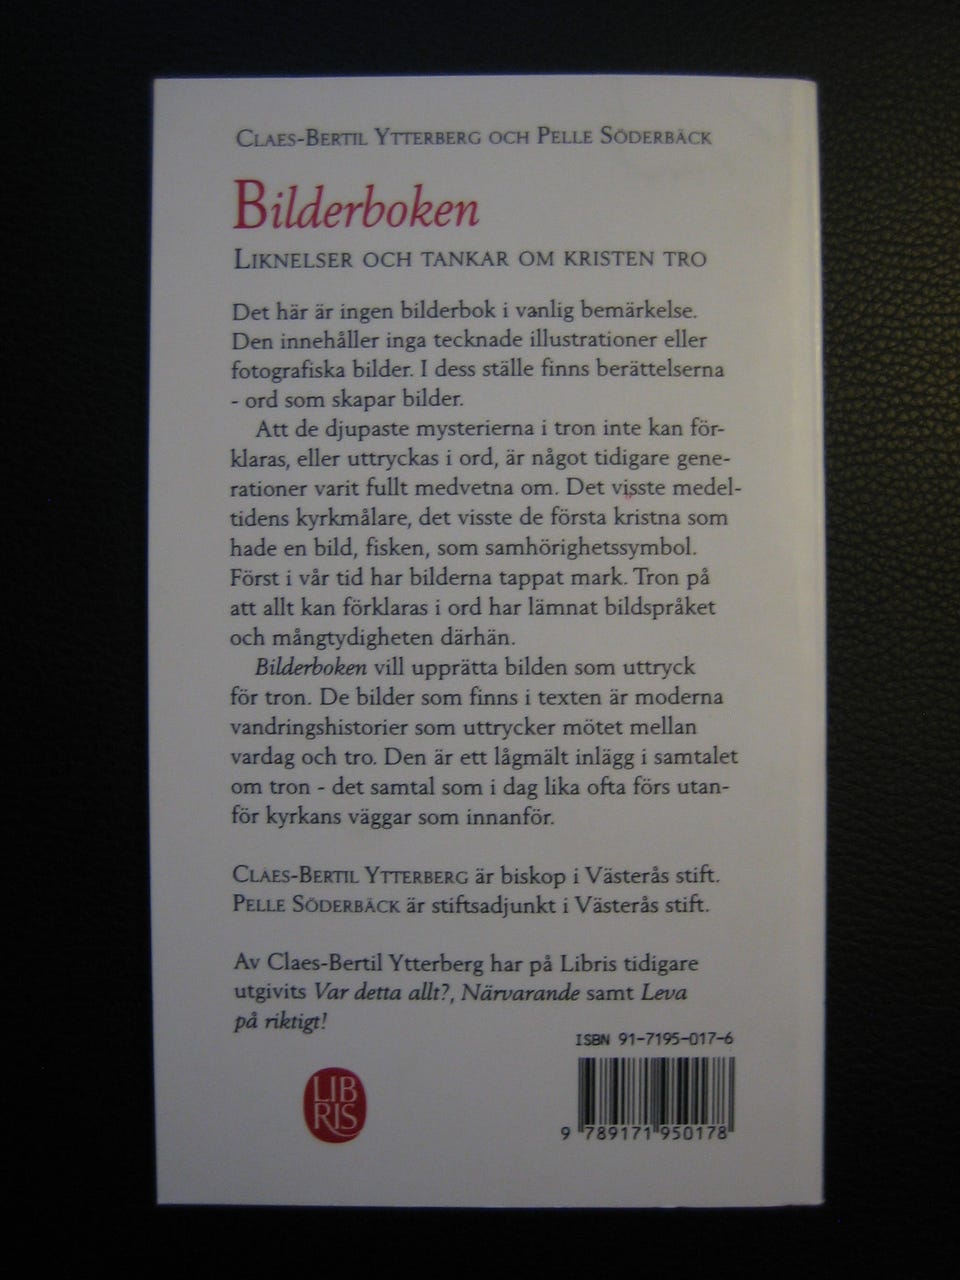 Claes-Bertil Ytterberg och Pelle Söderbäck
Bilderboken
Liknelser och tankar om kristen tro
Det här är ingen bilderbok i vanlig bemärkelse.
Den innehåller inga tecknade illustrationer eller
fotografiska bilder. I dess ställe finns berättelserna
- ord som skapar bilder.
Att de djupaste mysterierna i tron inte kan för-
klaras, eller uttryckas i ord, är något tidigare gene-
rationer varit fullt medvetna om. Det visste medel-
tidens kyrkmålare, det visste de första kristna som
hade en bild, fisken, som samhörighetssymbol.
Först i vår tid har bilderna tappat mark. Tron på
att allt kan förklaras i ord har lämnat bildspråket
och mångtydigheten därhän.
Bilderboken vill upprätta bilden som uttryck
för tron. De bilder som finns i texten är moderna
vandringshistorier som uttrycker mötet mellan
vardag och tro. Den är ett lågmält inlägg i samtalet
om tron - det samtal som i dag lika ofta förs utan-
för kyrkans väggar som innanför.
Claes-Bertil Ytterberg är biskop i Västerås stift.
Pelle Söderbäck är stiftsadjunkt i Västerås stift.
Av Claes-Bertil Ytterberg har på Libris tidigare
utgivits Var detta allt?, Närvarande samt Leva
på riktigt!
ISBN 91-7195-017-6
LIB
RIS
9 789171 950178